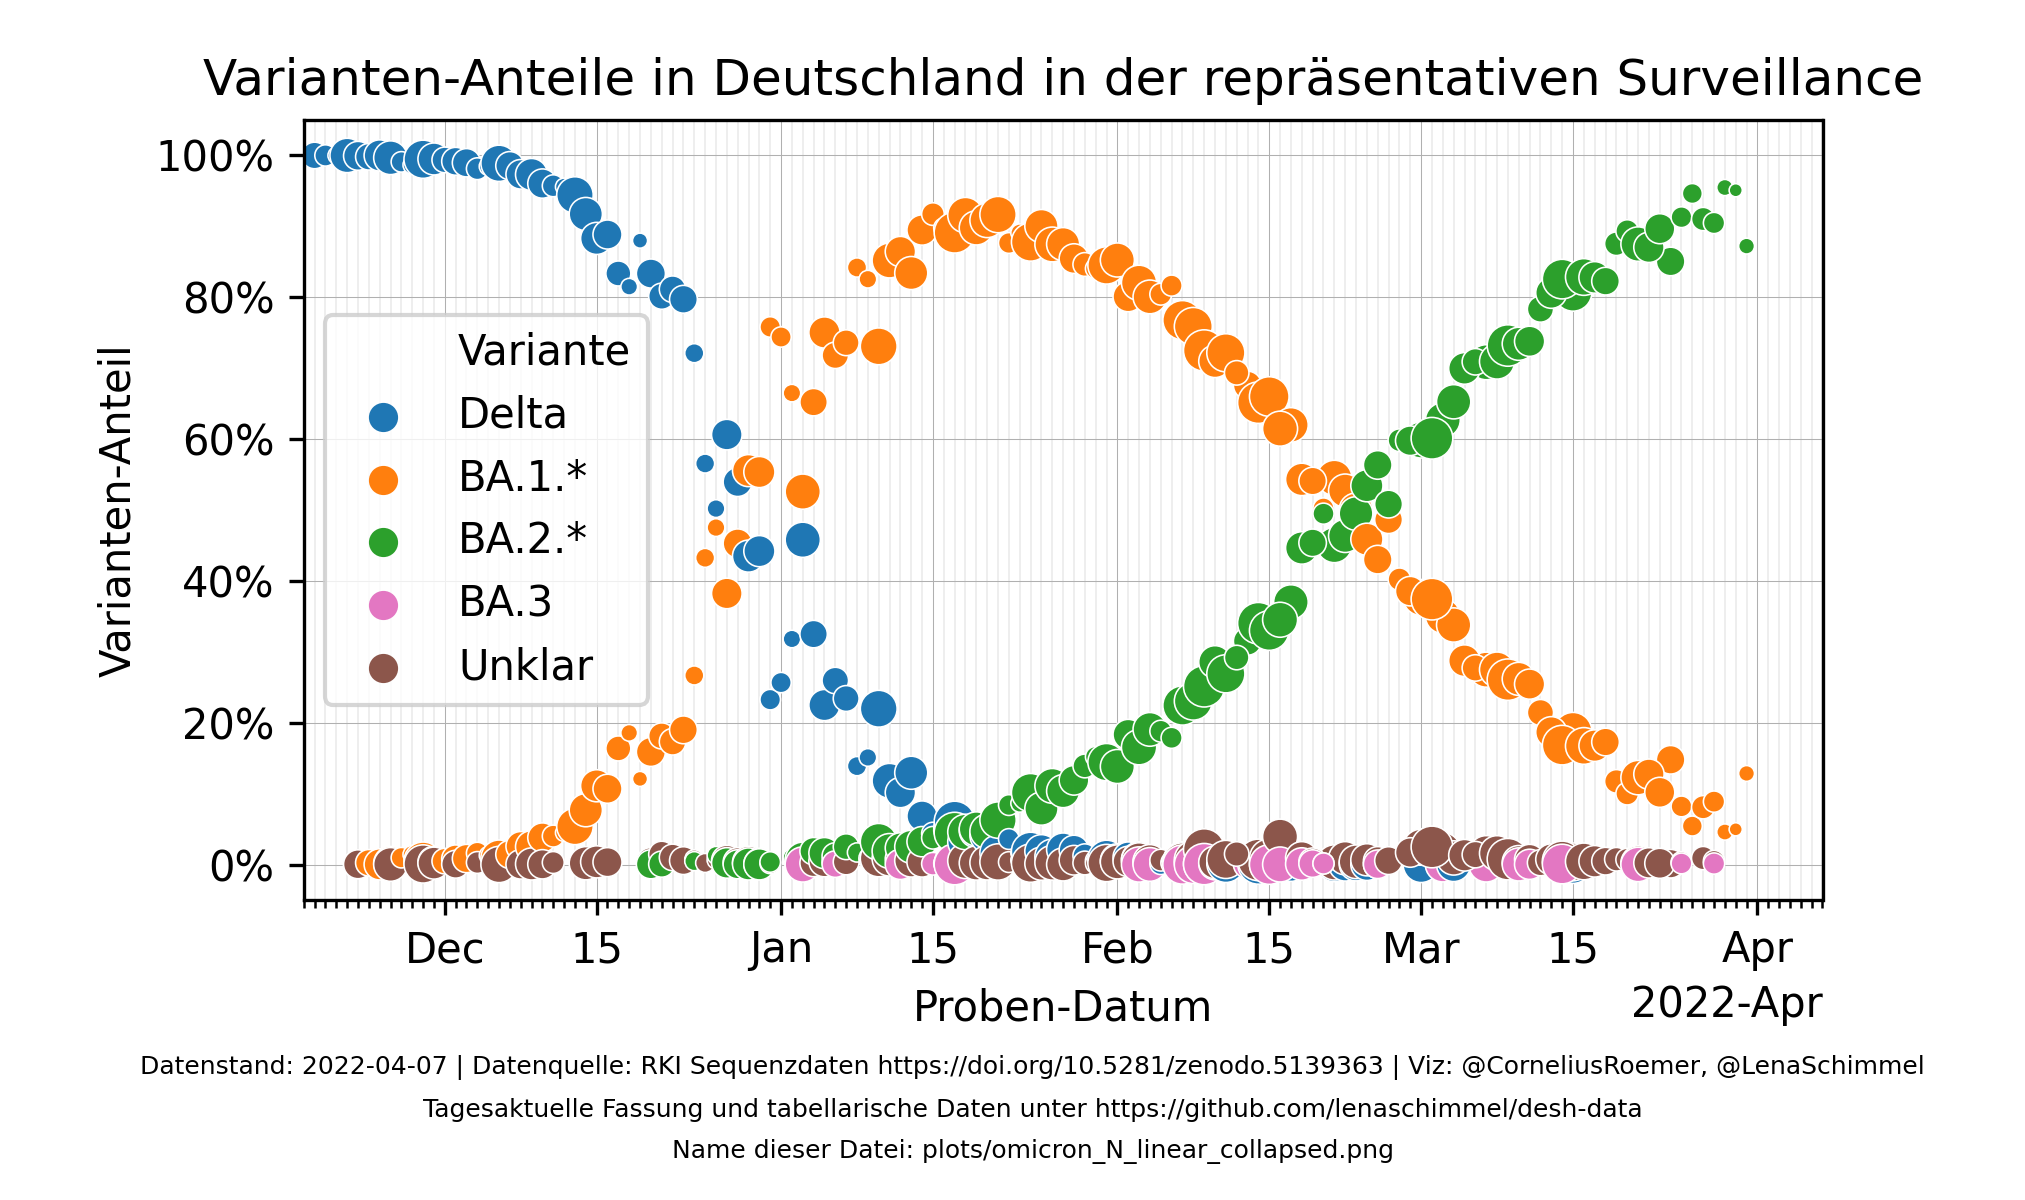 Varianten-Anteile in Deutschland in der repräsentativen Surveillance
Varianten-Anteil
100%
80%
60%
40%
20%
0%
Variante
Delta
BA.1.*
BA.2.*
BA.3
Unklar
Dec 15 Jan 15 Feb 15 Mar 15 Apr
Proben-Datum
2022-Apr
Datenstand: 2022-04-07 | Datenquelle: RKI Sequenzdaten https://doi.org/10.5281/zenodo.5139363 | Viz: @CorneliusRoemer, @LenaSchimmel
Tagesaktuelle Fassung und tabellarische Daten unter https://github.com/lenaschimmel/desh-data
Name dieser Datei: plots/omicron_N_linear_collapsed.png